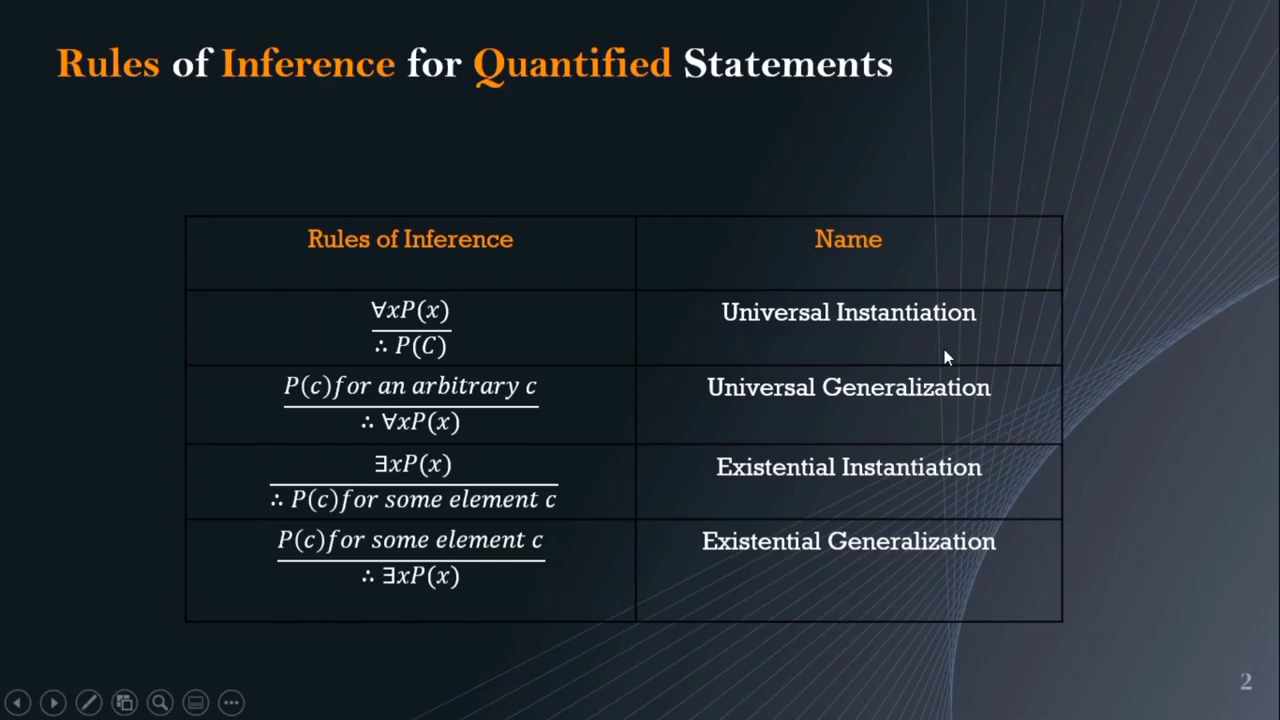 Rules of Inference for Quantified Statements
Rules of Inference
Name
∀xP(x)
∴ P(C)
Universal Instantiation
P(c)for an arbitrary c
∴ ∀xP(x)
Universal Generalization
∃xP(x)
∴ P(c)for some element c
Existential Instantiation
P(c)for some element c
∴ ∃xP(x)
Existential Generalization
2